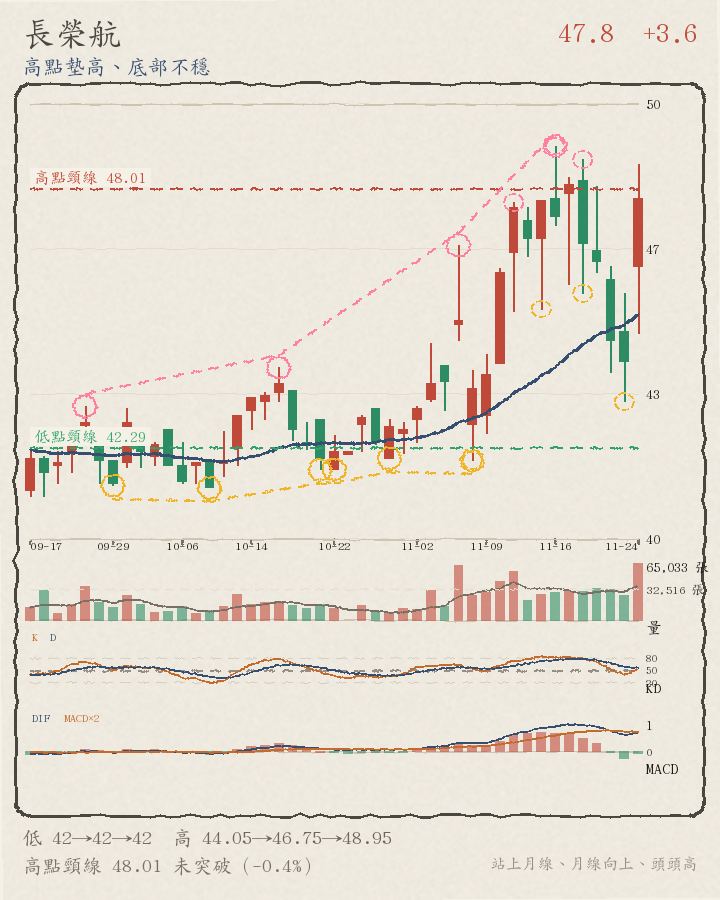 長榮航 47.8 +3.6
高點墊高、底部不穩
50
高點頸線 48.01
47
43
低點頸線 42.29
40
09-17 09-29 10-06 10-14 10-22 11-02 11-09 11-16 11-24
65,033 張
32,516 張
量
K D
80
50
20
KD
DIF MACD×2
1
0
MACD
低 42→42→42 高 44.05→46.75→48.95
高點頸線 48.01 未突破 (-0.4%)
站上月線、月線向上、頭頭高